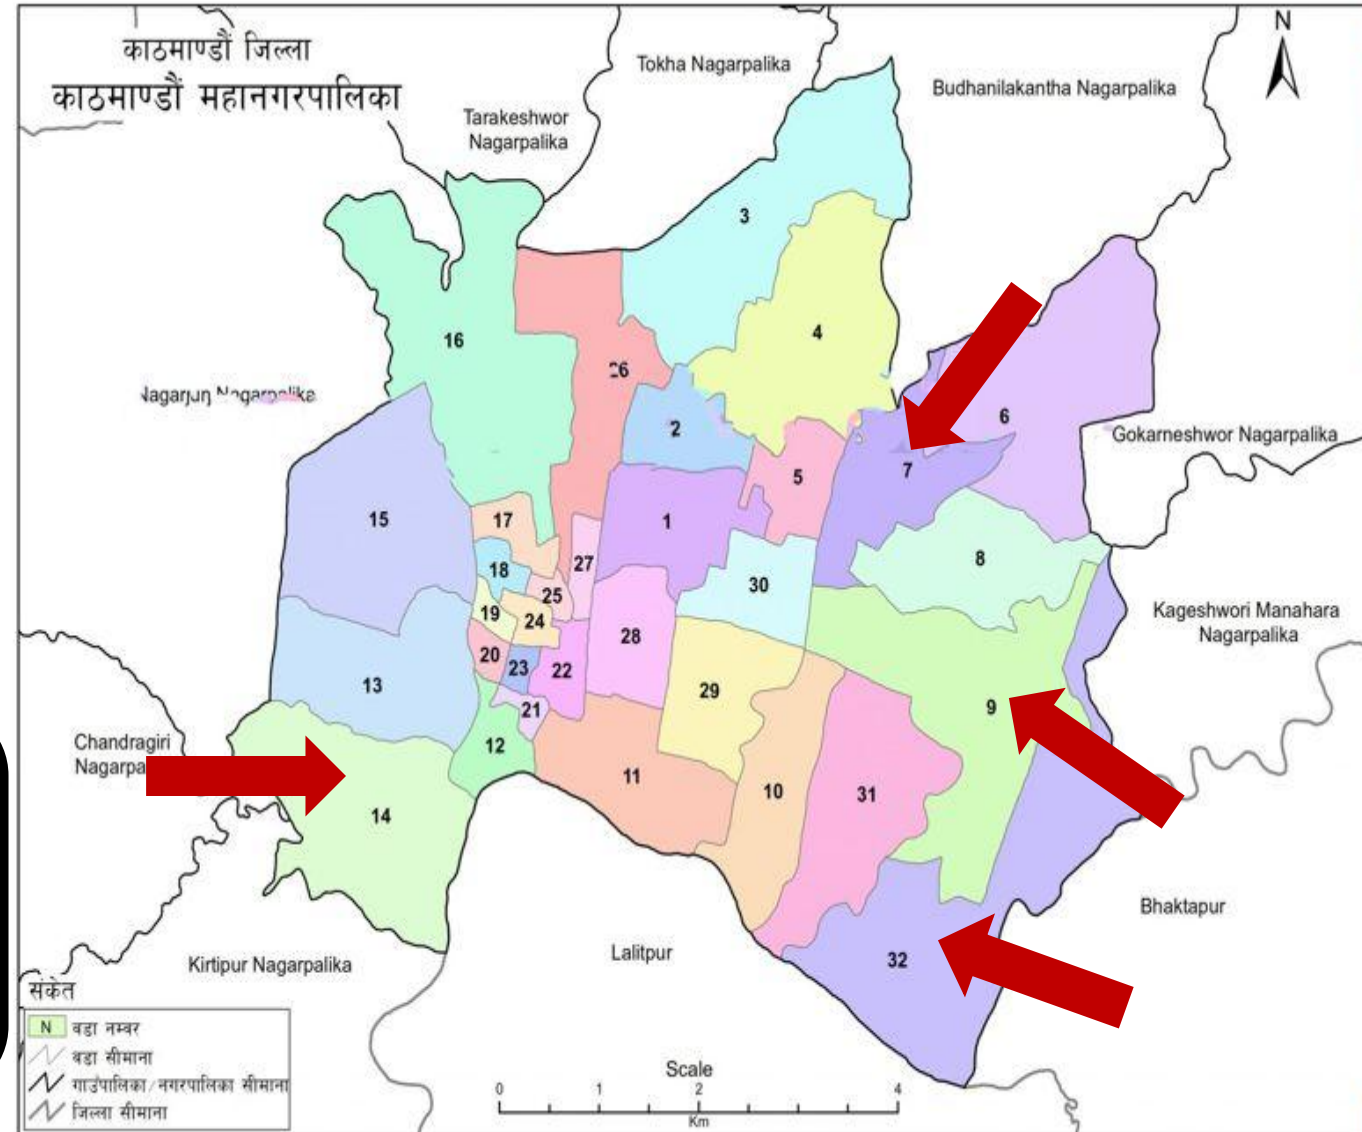 काठमाण्डौं जिल्ला
काठमाण्डौं महानगरपालिका
N
Tokha Nagarpalika
Budhanilakantha Nagarpalika
Tarakeshwor
Nagarpalika
3
4
16
26
6
2
Gokarneshwor Nagarpalika
7
5
15
17
1
27
8
18
30
25
19
24
Kageshwori Manahara
Nagarpalika
28
20
23
22
13
29
9
21
12
Chandragiri
11
10
31
14
Bhaktapur
Lalitpur
32
Kirtipur Nagarpalika
संकेत
N वडा नम्बर
वडा सीमाना
गाउँपालिका/नगरपालिका सीमाना
जिल्ला सीमाना
Scale
0 1 2 4
Km